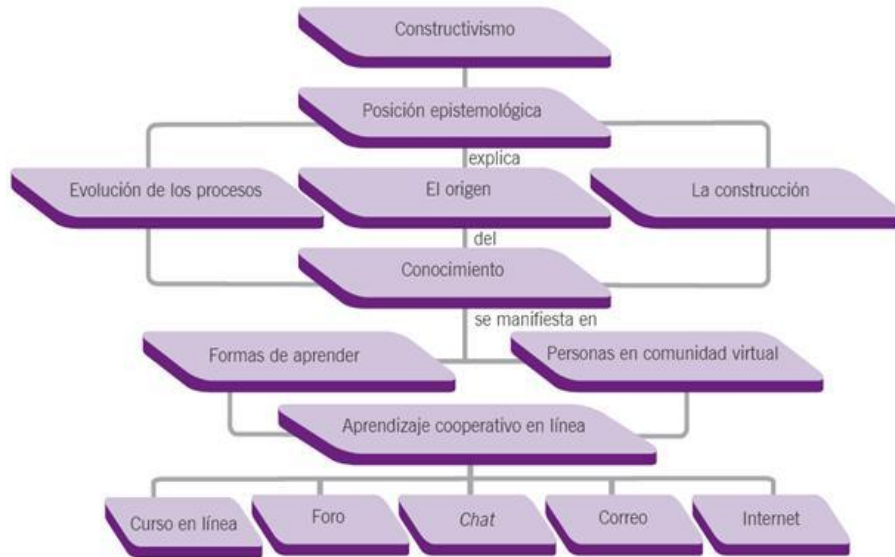 Constructivismo
Posición epistemológica
explica
Evolución de los procesos
El origen
La construcción
del
Conocimiento
se manifiesta en
Formas de aprender
Personas en comunidad virtual
Aprendizaje cooperativo en línea
Curso en línea
Foro
Chat
Correo
Internet